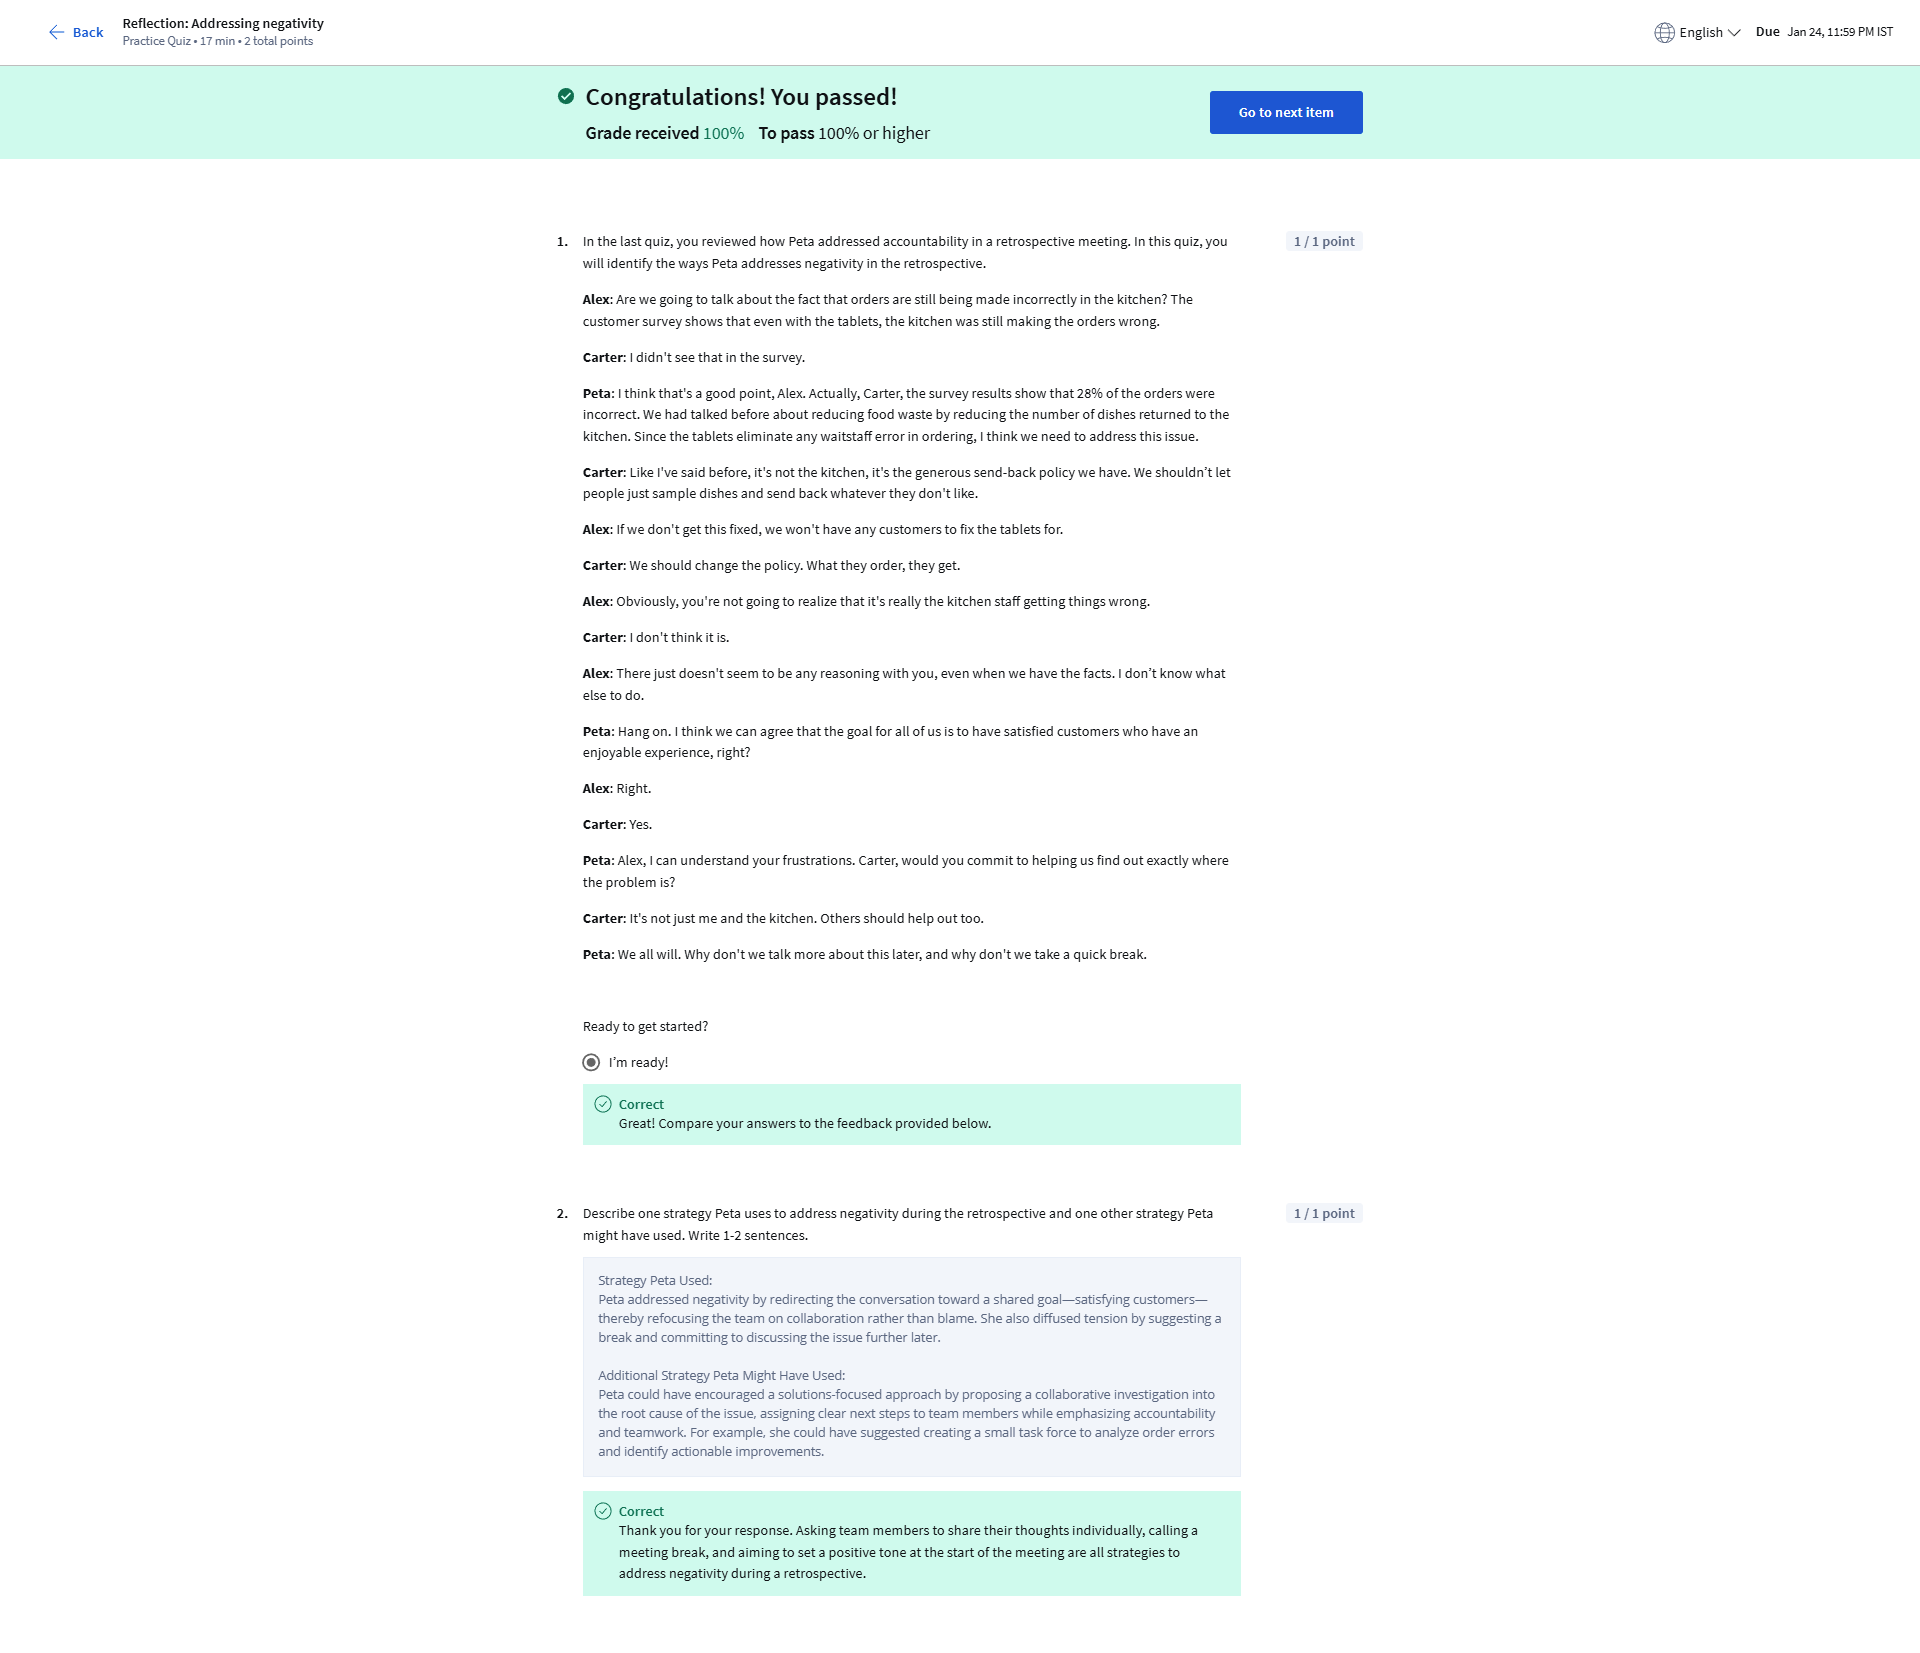 Back
Reflection: Addressing negativity
Practice Quiz • 17 min • 2 total points
English
Due Jan 24, 11:59 PM IST
Congratulations! You passed!
Grade received 100% To pass 100% or higher
Go to next item
1. In the last quiz, you reviewed how Peta addressed accountability in a retrospective meeting. In this quiz, you
will identify the ways Peta addresses negativity in the retrospective.
1 / 1 point
Alex: Are we going to talk about the fact that orders are still being made incorrectly in the kitchen? The
customer survey shows that even with the tablets, the kitchen was still making the orders wrong.
Carter: I didn't see that in the survey.
Peta: I think that's a good point, Alex. Actually, Carter, the survey results show that 28% of the orders were
incorrect. We had talked before about reducing food waste by reducing the number of dishes returned to the
kitchen. Since the tablets eliminate any waitstaff error in ordering, I think we need to address this issue.
Carter: Like I've said before, it's not the kitchen, it's the generous send-back policy we have. We shouldn’t let
people just sample dishes and send back whatever they don't like.
Alex: If we don't get this fixed, we won't have any customers to fix the tablets for.
Carter: We should change the policy. What they order, they get.
Alex: Obviously, you're not going to realize that it's really the kitchen staff getting things wrong.
Carter: I don't think it is.
Alex: There just doesn't seem to be any reasoning with you, even when we have the facts. I don’t know what
else to do.
Peta: Hang on. I think we can agree that the goal for all of us is to have satisfied customers who have an
enjoyable experience, right?
Alex: Right.
Carter: Yes.
Peta: Alex, I can understand your frustrations. Carter, would you commit to helping us find out exactly where
the problem is?
Carter: It's not just me and the kitchen. Others should help out too.
Peta: We all will. Why don't we talk more about this later, and why don't we take a quick break.
Ready to get started?
I’m ready!
Correct
Great! Compare your answers to the feedback provided below.
2. Describe one strategy Peta uses to address negativity during the retrospective and one other strategy Peta
might have used. Write 1-2 sentences.
1 / 1 point
Strategy Peta Used:
Peta addressed negativity by redirecting the conversation toward a shared goal—satisfying customers—
thereby refocusing the team on collaboration rather than blame. She also diffused tension by suggesting a
break and committing to discussing the issue further later.
Additional Strategy Peta Might Have Used:
Peta could have encouraged a solutions-focused approach by proposing a collaborative investigation into
the root cause of the issue, assigning clear next steps to team members while emphasizing accountability
and teamwork. For example, she could have suggested creating a small task force to analyze order errors
and identify actionable improvements.
Correct
Thank you for your response. Asking team members to share their thoughts individually, calling a
meeting break, and aiming to set a positive tone at the start of the meeting are all strategies to
address negativity during a retrospective.